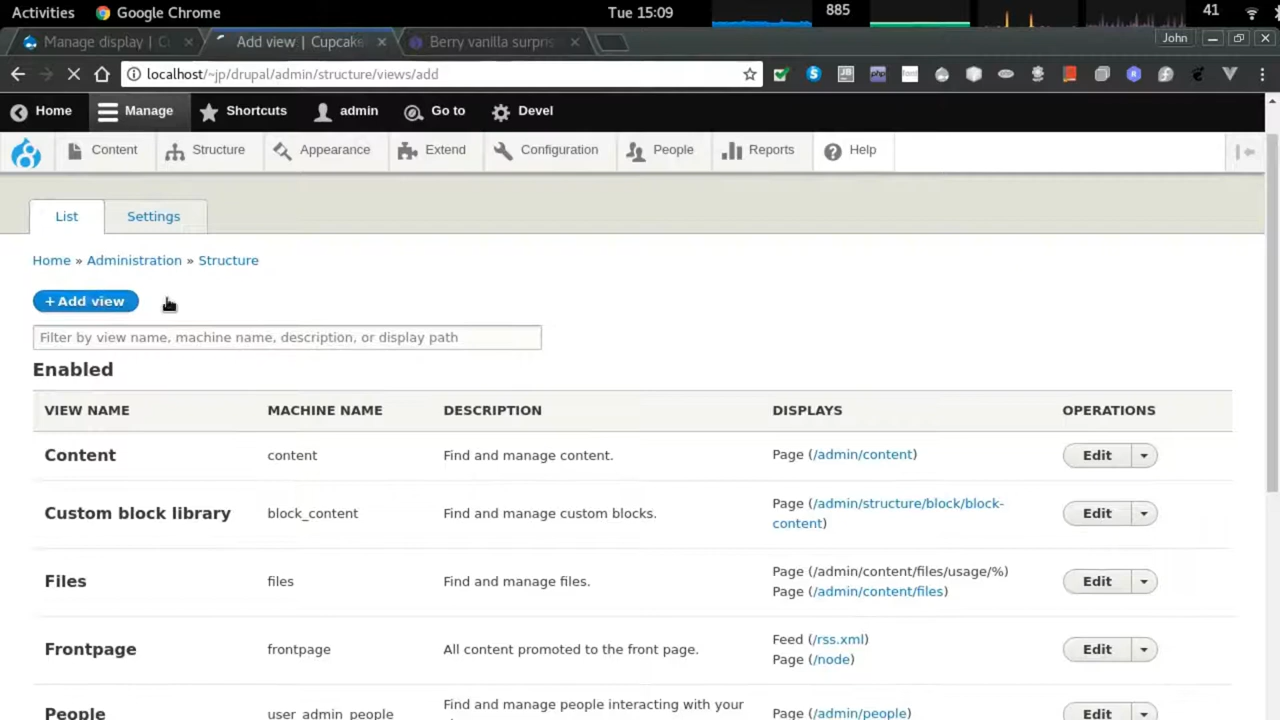 Activities Google Chrome Tue 15:09 885 41
Manage display | C Add view | Cupcake Berry vanilla surpris John
localhost/~jp/drupal/admin/structure/views/add
Home Manage Shortcuts admin Go to Devel
Content Structure Appearance Extend Configuration People Reports Help
List Settings
Home » Administration » Structure
+ Add view
Filter by view name, machine name, description, or display path
Enabled
VIEW NAME MACHINE NAME DESCRIPTION DISPLAYS OPERATIONS
Content content Find and manage content. Page (/admin/content) Edit
Custom block library block_content Find and manage custom blocks. Page (/admin/structure/block/block-
content) Edit
Files files Find and manage files. Page (/admin/content/files/usage/%)
Page (/admin/content/files) Edit
Frontpage frontpage All content promoted to the front page. Feed (/rss.xml)
Page (/node) Edit
People user_admin_people Find and manage people interacting with your Page (/admin/people) Edit